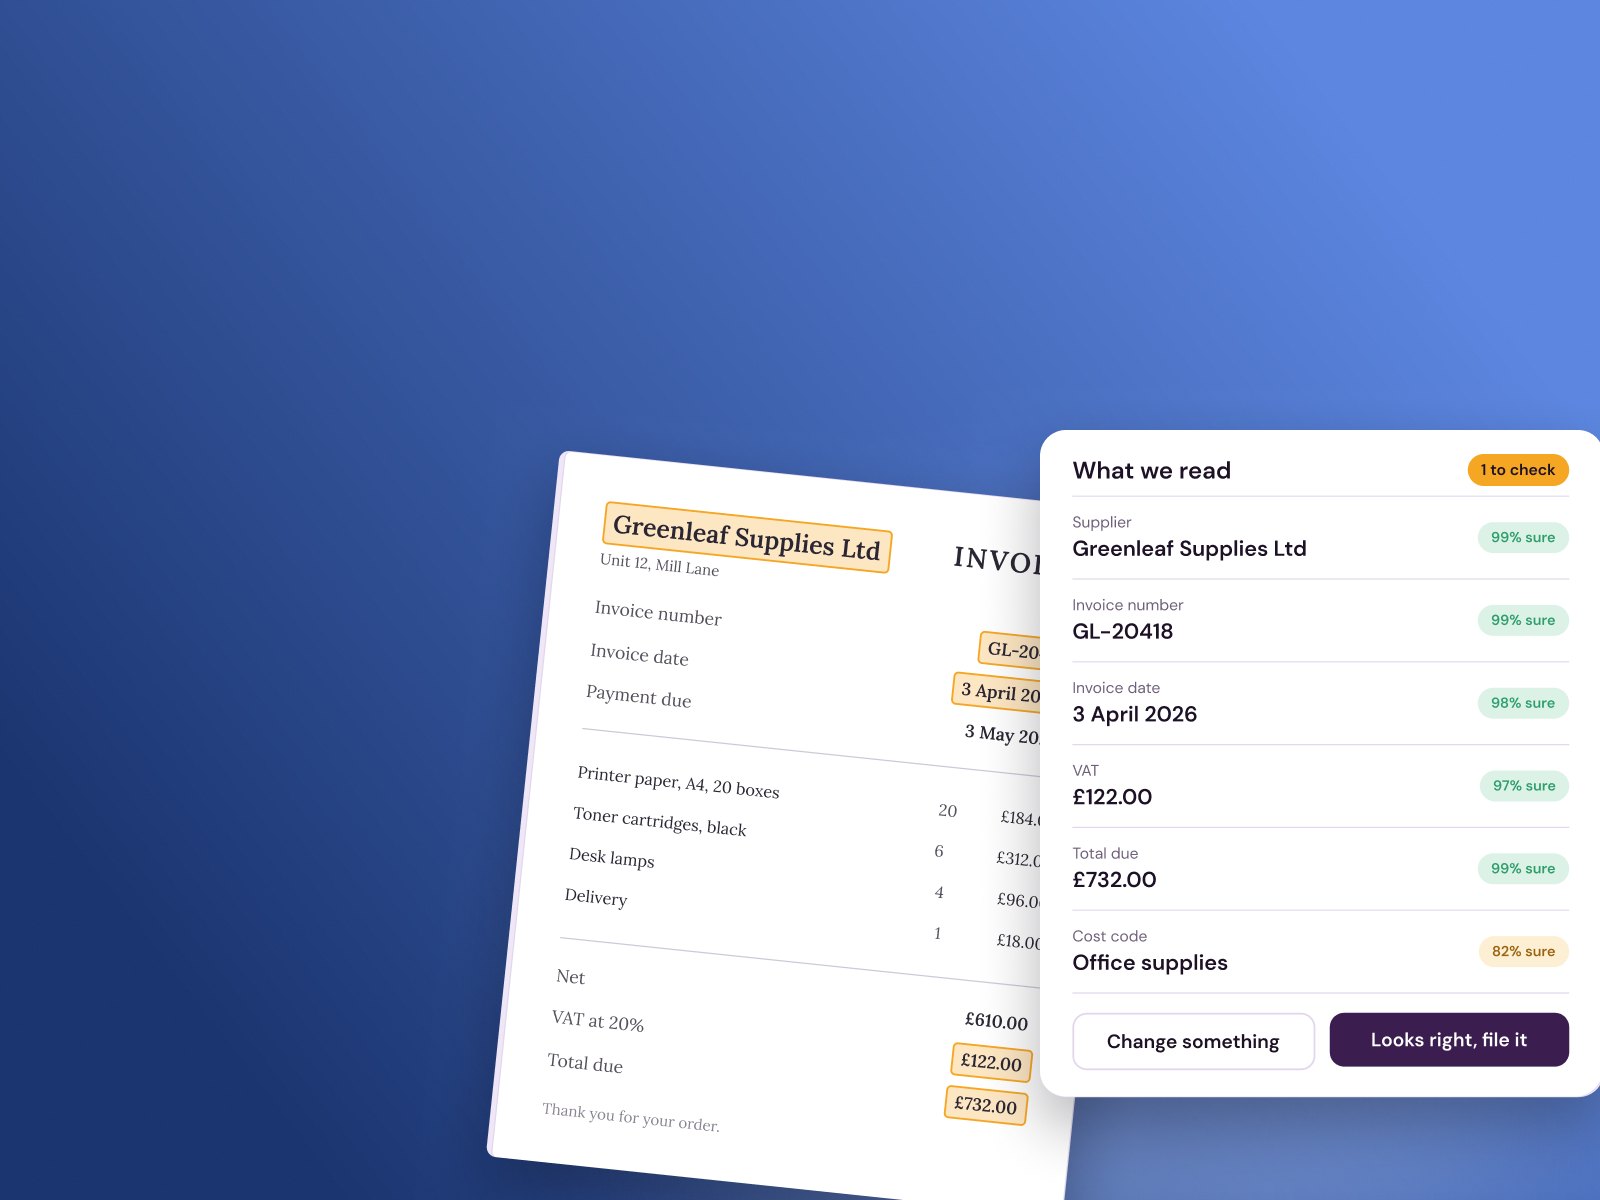 Greenleaf Supplies Ltd
Unit 12, Mill Lane
Invoice number
Invoice date
3 April
Payment due
3 May
Printer paper, A4, 20 boxes 20
Toner cartridges, black 6
Desk lamps 4
Delivery 1
Net £610.00
VAT at 20% £122.00
Total due £732.00
Thank you for your order.
What we read
1 to check
Supplier
Greenleaf Supplies Ltd
99% sure
Invoice number
GL-20418
99% sure
Invoice date
3 April 2026
98% sure
VAT
£122.00
97% sure
Total due
£732.00
99% sure
Cost code
Office supplies
82% sure
Change something
Looks right, file it